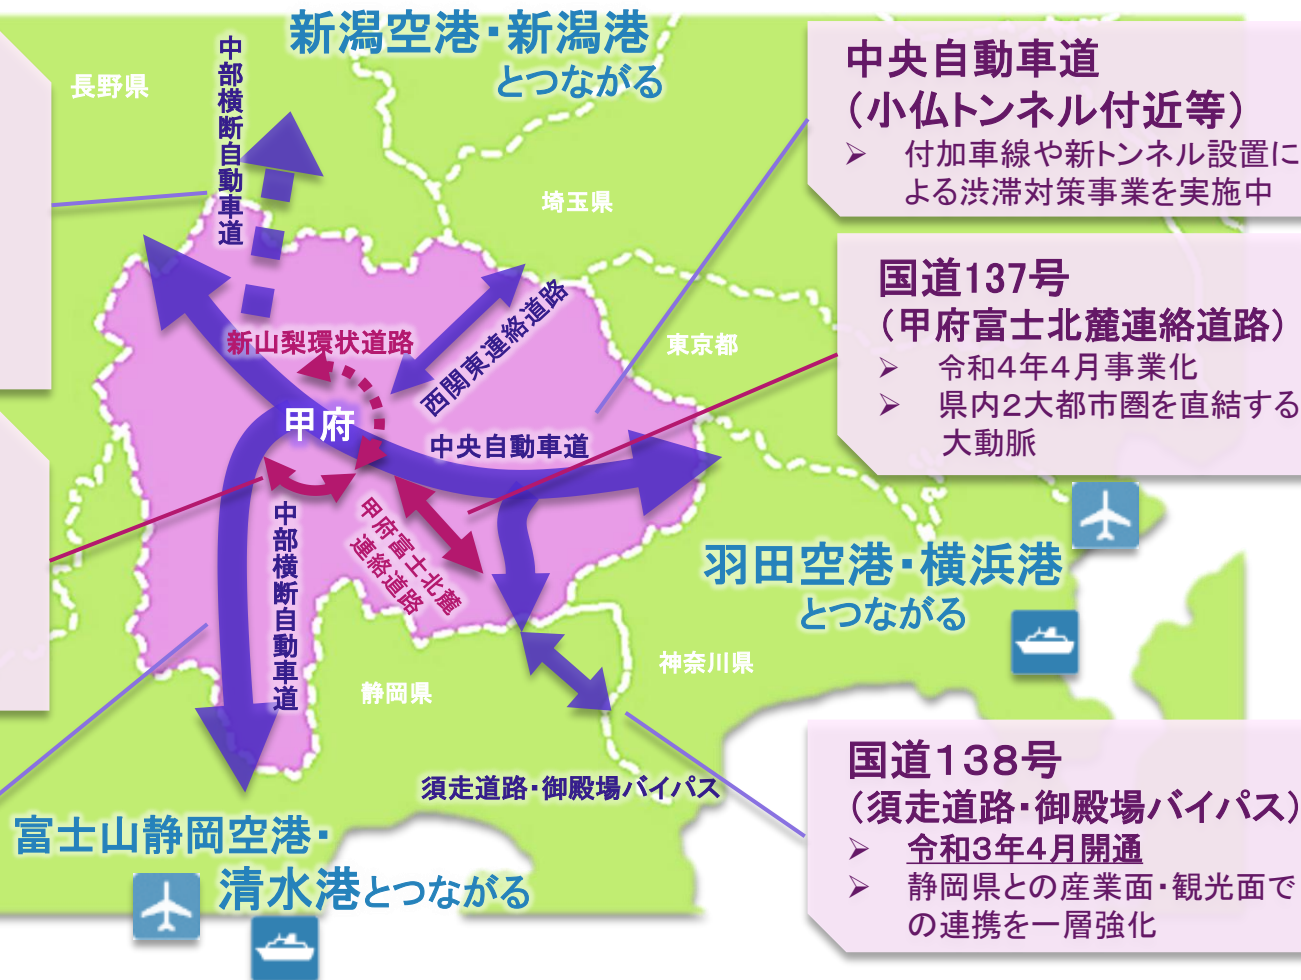 新潟空港・新潟港
とつながる
長野県
中部横断自動車道
埼玉県
新山梨環状道路
西関東連絡道路
東京都
甲府
中央自動車道
中部横断自動車道
甲府富士北麓
連絡道路
羽田空港・横浜港
とつながる
神奈川県
静岡県
須走道路・御殿場バイパス
富士山静岡空港・
清水港とつながる
中央自動車道
（小仏トンネル付近等）
➢ 付加車線や新トンネル設置に
よる渋滞対策事業を実施中
国道137号
（甲府富士北麓連絡道路）
➢ 令和４年４月事業化
➢ 県内２大都市圏を直結する
大動脈
国道１３８号
（須走道路・御殿場バイパス）
➢ 令和３年４月開通
➢ 静岡県との産業面・観光面で
の連携を一層強化